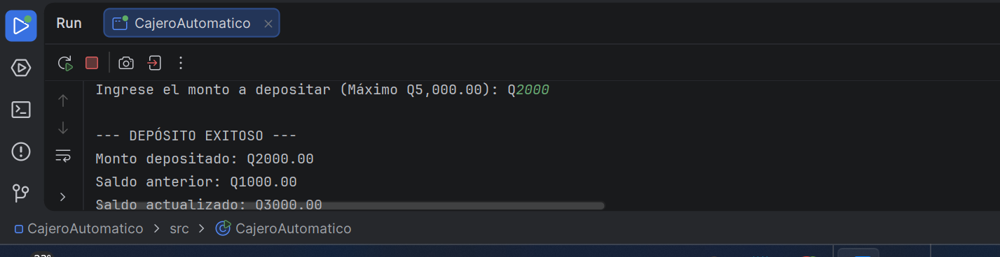 Run
CajeroAutomatico
Ingrese el monto a depositar (Máximo Q5,000.00): Q2000
--- DEPÓSITO EXITOSO ---
Monto depositado: Q2000.00
Saldo anterior: Q1000.00
Saldo actualizado: Q3000.00
CajeroAutomatico > src > CajeroAutomatico